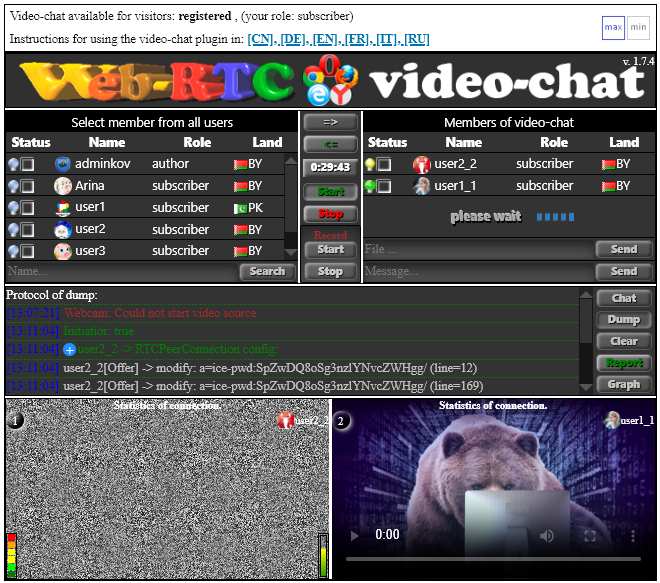 Video-chat available for visitors: registered , (your role: subscriber)
Instructions for using the video-chat plugin in: [CN], [DE], [EN], [FR], [IT], [RU]
max
min
Web-RTC video-chat
v. 1.7.4
Select member from all users
Status Name Role Land
adminkov author BY
Arina subscriber BY
user1 subscriber PK
user2 subscriber BY
user3 subscriber BY
Name...
Search
=>
<=
0:29:43
Start
Stop
Record
Start
Stop
Members of video-chat
Status Name Role Land
user2_2 subscriber BY
user1_1 subscriber BY
please wait
File ...
Send
Message...
Send
Protocol of dump:
[13:07:21] Webcam: Could not start video source
[13:11:04] Initiatior: true
[13:11:04] + user2_2 -> RTCPeerConnection config:
[13:11:04] user2_2[Offer] -> modify: a=ice-pwd:SpZwDQ8oSg3nzlYNvcZWHgg/ (line=12)
[13:11:04] user2_2[Offer] -> modify: a=ice-pwd:SpZwDQ8oSg3nzlYNvcZWHgg/ (line=169)
Chat
Dump
Clear
Report
Graph
Statistics of connection.
1
user2_2
Statistics of connection.
2
user1_1
0:00